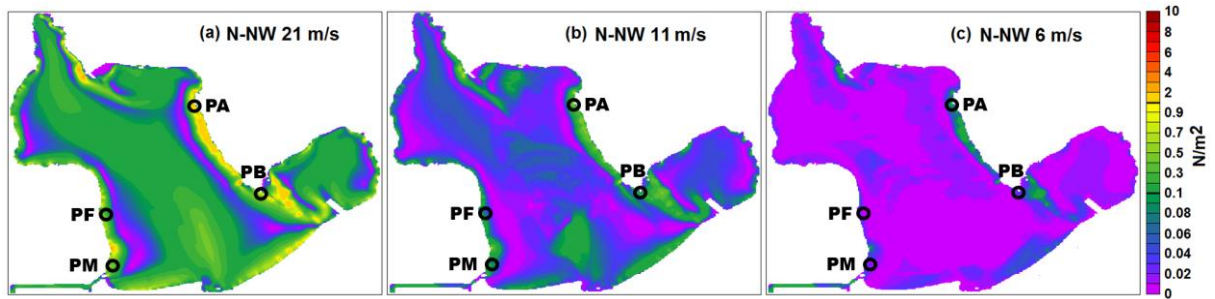 (a) N-NW 21 m/s
PA
PB
PF
PM
(b) N-NW 11 m/s
PA
PB
PF
PM
(c) N-NW 6 m/s
PA
PB
PF
PM
10
8
6
4
2
0.9
0.7
0.5
0.3
0.1
0.08
0.06
0.04
0.02
0
N/m2